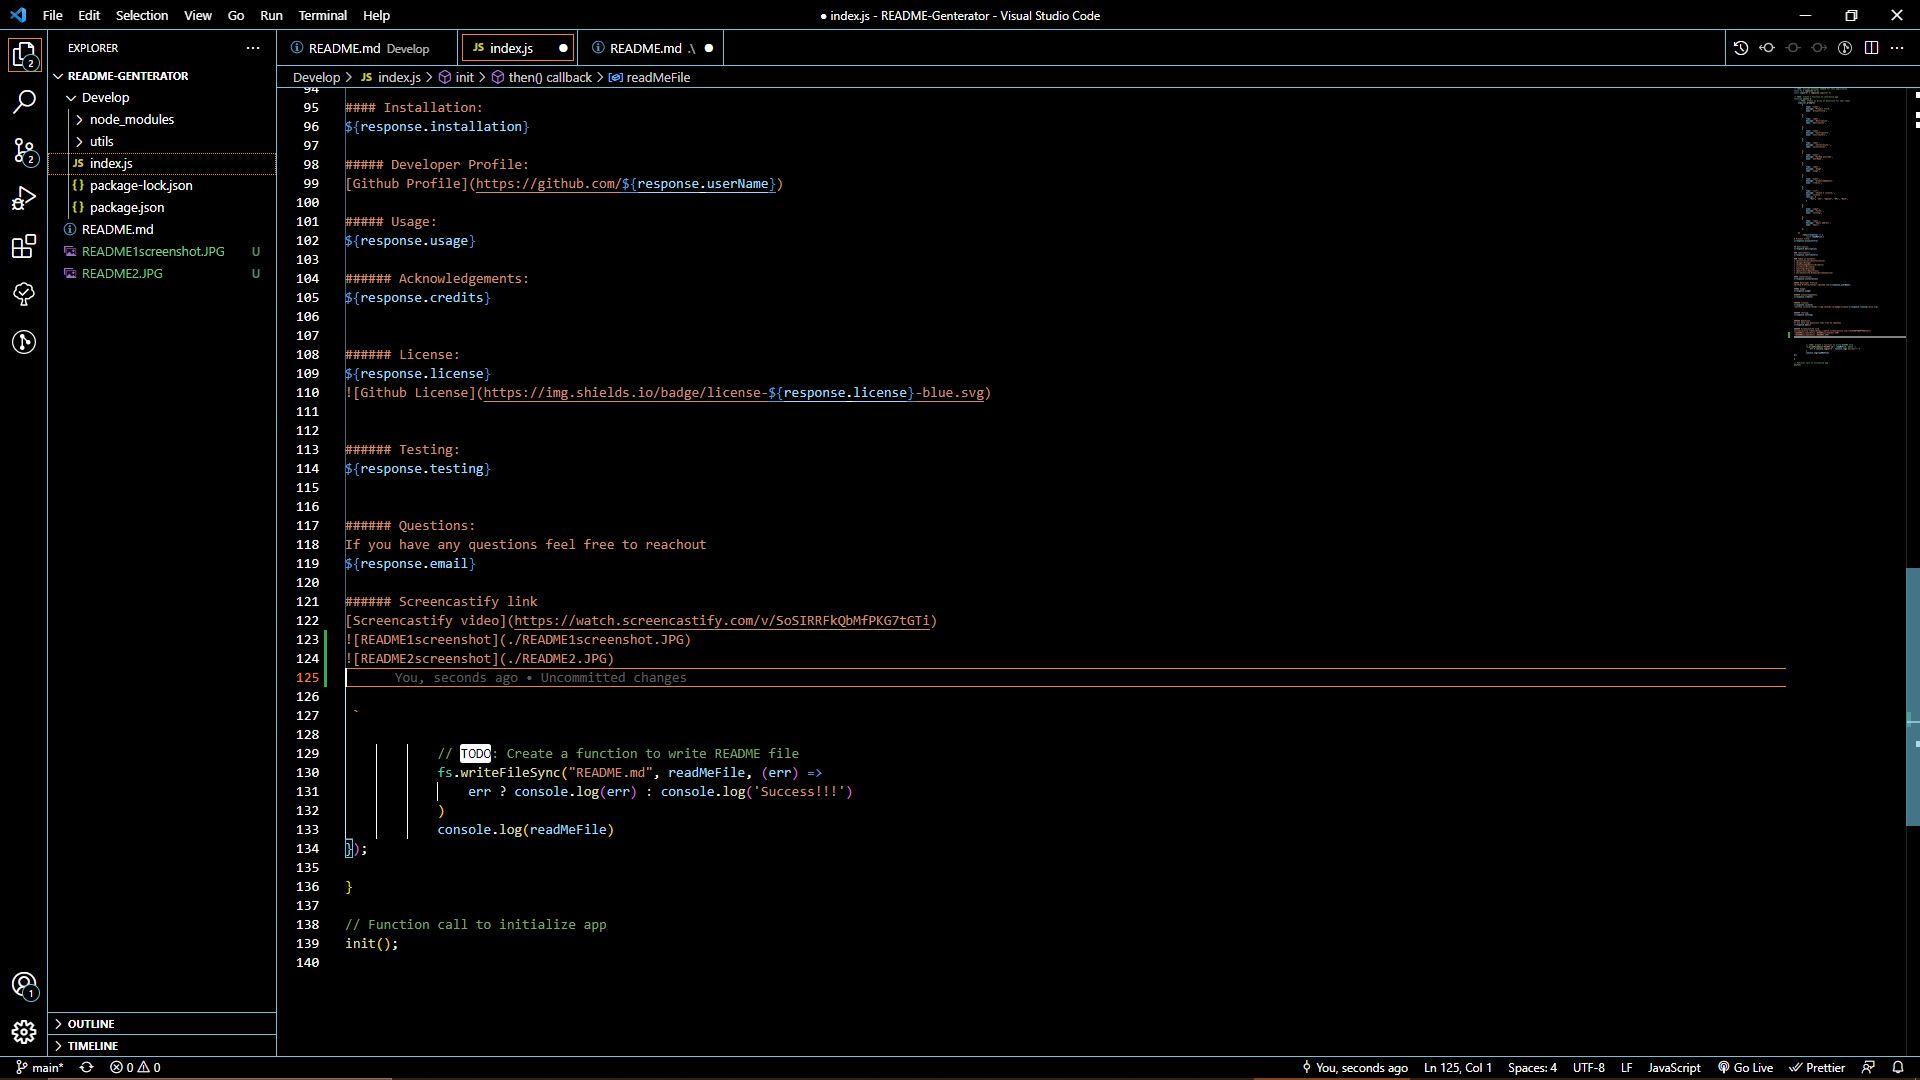 File Edit Selection View Go Run Terminal Help
● index.js - README-Genterator - Visual Studio Code
EXPLORER
README-GENTERATOR
Develop
node_modules
utils
JS index.js
{} package-lock.json
{} package.json
README.md
README1screenshot.JPG U
README2.JPG U
OUTLINE
TIMELINE
2
2
1
README.md Develop
JS index.js
README.md .\
Develop > JS index.js > init > then() callback > readMeFile
94
95 #### Installation:
96 ${response.installation}
97
98 ##### Developer Profile:
99 [Github Profile](https://github.com/${response.userName})
100
101 ##### Usage:
102 ${response.usage}
103
104 ###### Acknowledgements:
105 ${response.credits}
106
107
108 ###### License:
109 ${response.license}
110 ![Github License](https://img.shields.io/badge/license-${response.license}-blue.svg)
111
112
113 ###### Testing:
114 ${response.testing}
115
116
117 ###### Questions:
118 If you have any questions feel free to reachout
119 ${response.email}
120
121 ###### Screencastify link
122 [Screencastify video](https://watch.screencastify.com/v/SoSIRRFkQbMfPKG7tGTi)
123 ![README1screenshot](./README1screenshot.JPG)
124 ![README2screenshot](./README2.JPG)
125 You, seconds ago • Uncommitted changes
126
127 `
128
129 // TODO: Create a function to write README file
130 fs.writeFileSync("README.md", readMeFile, (err) =>
131 err ? console.log(err) : console.log('Success!!!')
132 )
133 console.log(readMeFile)
134 });
135
136 }
137
138 // Function call to initialize app
139 init();
140
main* 0 0 You, seconds ago Ln 125, Col 1 Spaces: 4 UTF-8 LF JavaScript Go Live Prettier